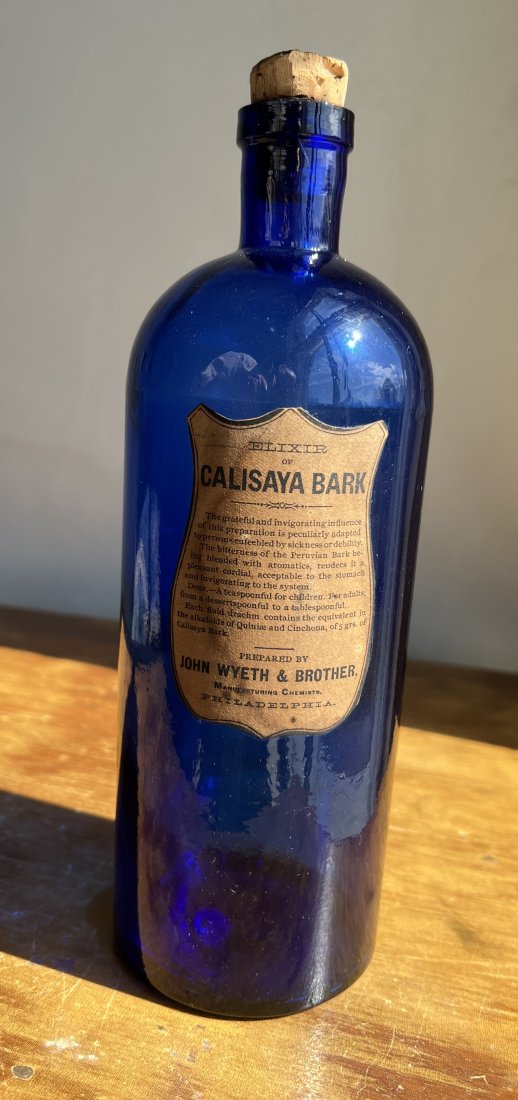 ELIXIR
OF
CALISAYA BARK
The grateful and invigorating influence
of this preparation is peculiarly adapted
to persons enfeebled by sickness or debility.
The bitterness of the Peruvian Bark be-
ing blended with aromatics, renders it a
pleasant cordial, acceptable to the stomach
and invigorating to the system.
Dose.—A teaspoonful for children. For adults,
from a dessertspoonful to a tablespoonful.
Each fluid drachm contains the equivalent in
the alkaloids of Quiniæ and Cinchona, of 5 grs. of
Calisaya Bark.
PREPARED BY
JOHN WYETH & BROTHER,
MANUFACTURING CHEMISTS,
PHILADELPHIA.